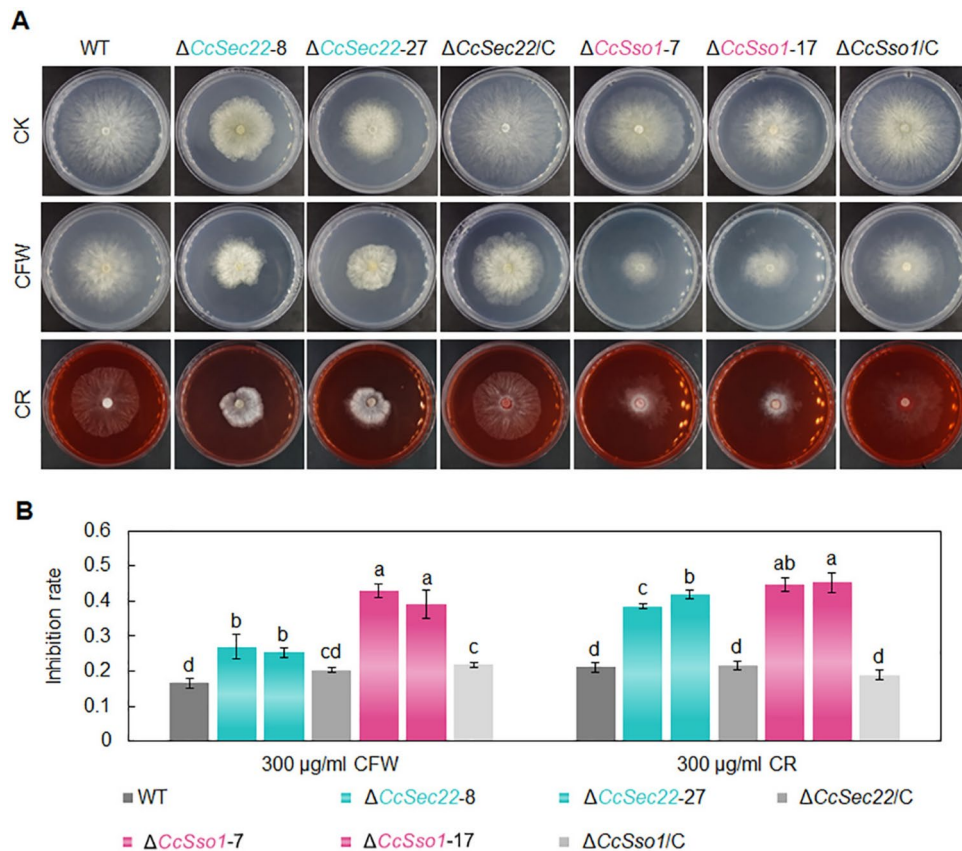 A
WT ΔCcSec22-8 ΔCcSec22-27 ΔCcSec22/C ΔCcSso1-7 ΔCcSso1-17 ΔCcSso1/C
CK
CFW
CR
B
Inbition rate
0.6
0.5
0.4
0.3
0.2
0.1
0
d b b cd a a c d c b d ab a d
300 μg/ml CFW 300 μg/ml CR
WT ΔCcSec22-8 ΔCcSec22-27 ΔCcSec22/C
ΔCcSso1-7 ΔCcSso1-17 ΔCcSso1/C